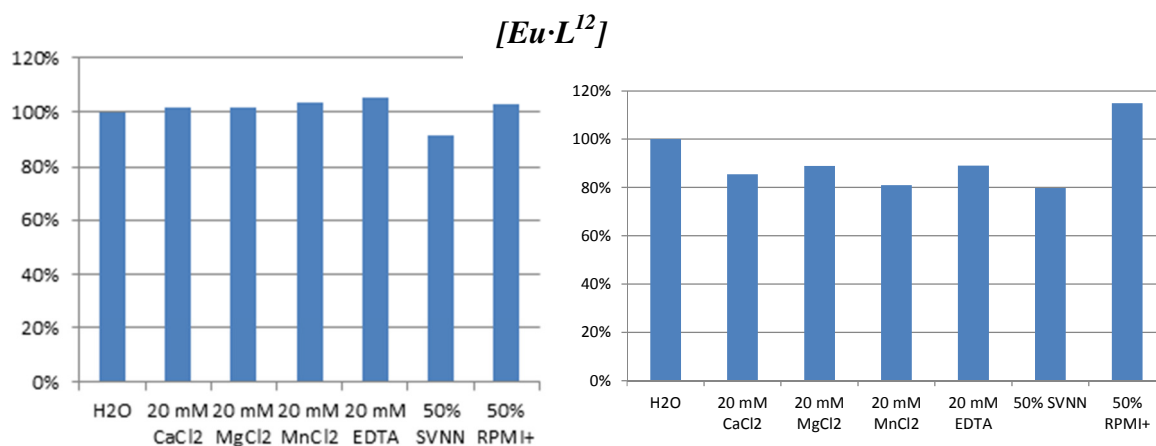 [Eu·L¹²]
120%
100%
80%
60%
40%
20%
0%
H2O 20 mM 20 mM 20 mM 20 mM 50% 50%
CaCl2 MgCl2 MnCl2 EDTA SVNN RPMI+
120%
100%
80%
60%
40%
20%
0%
H2O 20 mM 20 mM 20 mM 20 mM 50% SVNN 50%
CaCl2 MgCl2 MnCl2 EDTA RPMI+